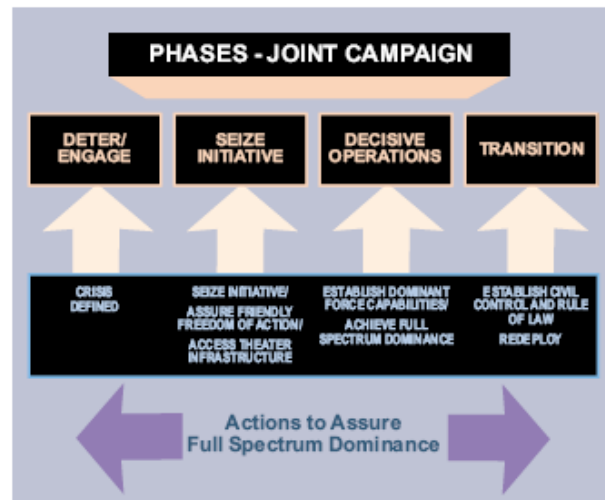 PHASES - JOINT CAMPAIGN
DETER/
ENGAGE
SEIZE
INITIATIVE
DECISIVE
OPERATIONS
TRANSITION
CRISIS
DEFINED
SEIZE INITIATIVE/
ASSURE FRIENDLY
FREEDOM OF ACTION/
ACCESS THEATER
INFRASTRUCTURE
ESTABLISH DOMINANT
FORCE CAPABILITIES/
ACHIEVE FULL
SPECTRUM DOMINANCE
ESTABLISH CIVIL
CONTROL AND RULE
OF LAW
REDEPLOY
Actions to Assure
Full Spectrum Dominance